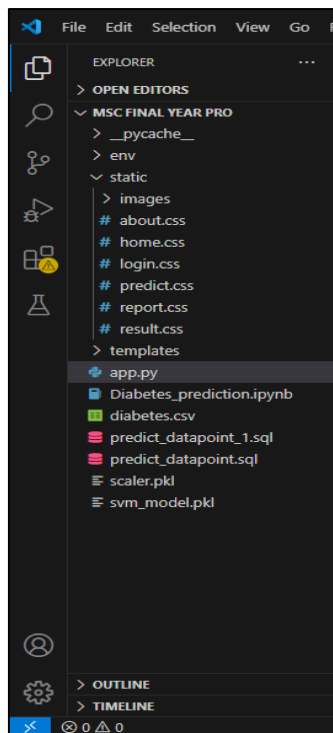 File Edit Selection View Go
EXPLORER ...
> OPEN EDITORS
MSC FINAL YEAR PRO
> __pycache__
> env
static
> images
# about.css
# home.css
# login.css
# predict.css
# report.css
# result.css
> templates
app.py
Diabetes_prediction.ipynb
diabetes.csv
predict_datapoint_1.sql
predict_datapoint.sql
scaler.pkl
svm_model.pkl
> OUTLINE
> TIMELINE
0 0